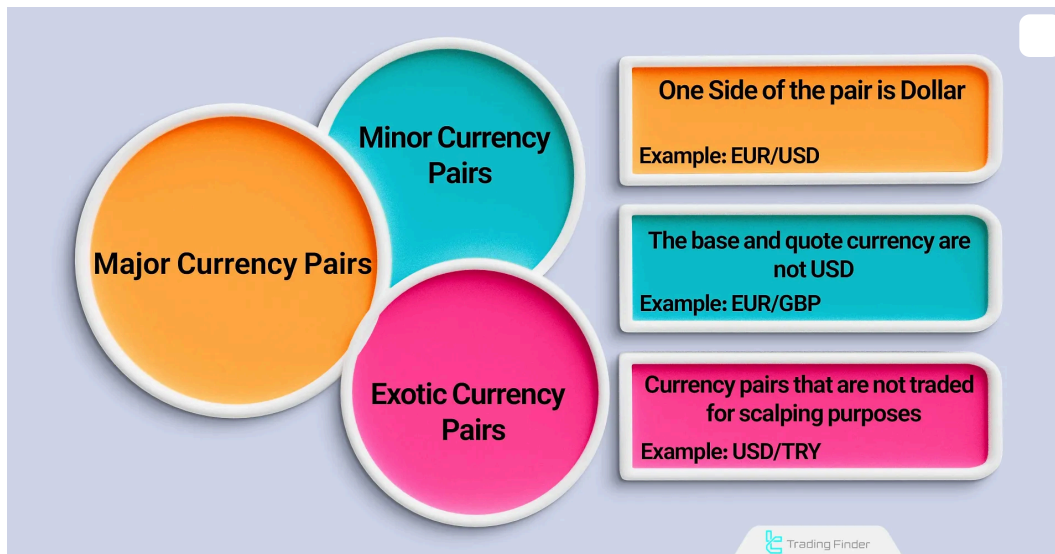 Major Currency Pairs
Minor Currency
Pairs
Exotic Currency
Pairs
One Side of the pair is Dollar
Example: EUR/USD
The base and quote currency are
not USD
Example: EUR/GBP
Currency pairs that are not traded
for scalping purposes
Example: USD/TRY
Trading Finder